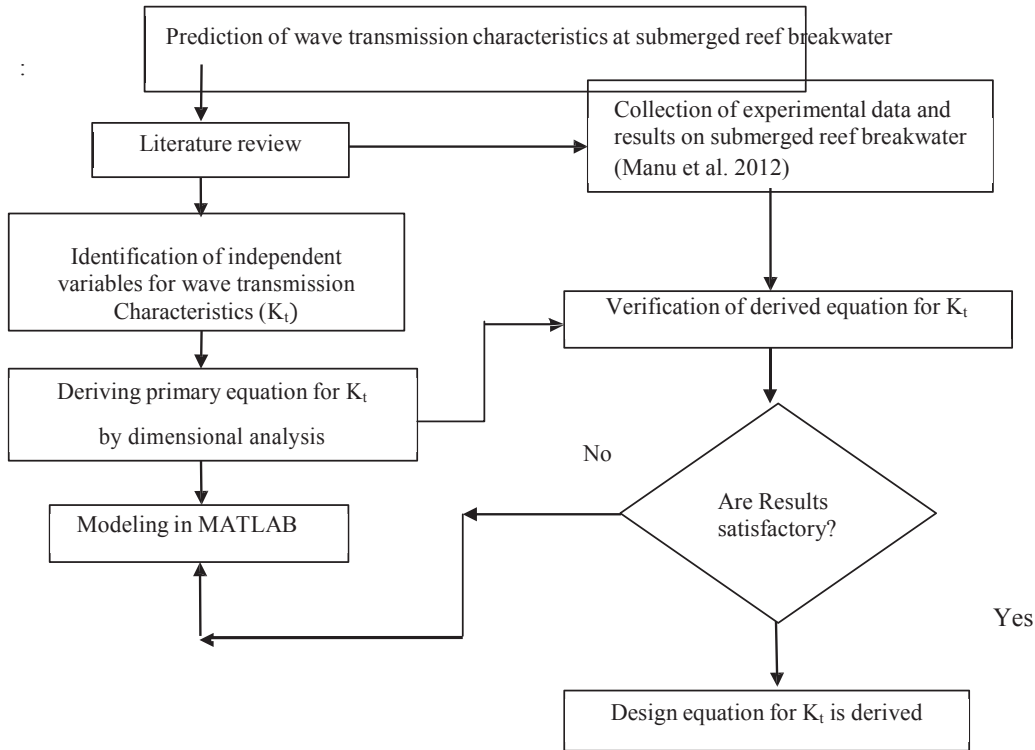 Prediction of wave transmission characteristics at submerged reef breakwater
:
Literature review
Collection of experimental data and
results on submerged reef breakwater
(Manu et al. 2012)
Identification of independent
variables for wave transmission
Characteristics (Kₜ)
Verification of derived equation for Kₜ
Deriving primary equation for Kₜ
by dimensional analysis
No
Modeling in MATLAB
Are Results
satisfactory?
Yes
Design equation for Kₜ is derived